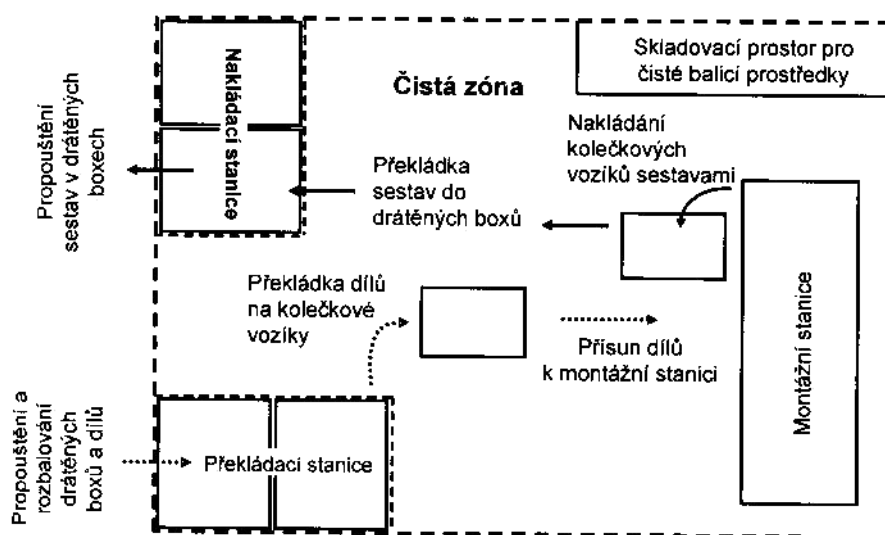 Skladovací prostor pro
čisté balicí prostředky
Čistá zóna
Nakládací stanice
Propouštění
sestav v drátěných
boxech
Nakládání
kolečkových
vozíků sestavami
Překládka
sestav do
drátěných boxů
Překládka dílů
na kolečkové
vozíky
Přísun dílů
k montážní stanici
Montážní stanice
Propouštění a
rozbalování
drátěných
boxů a dílů
Překládací stanice